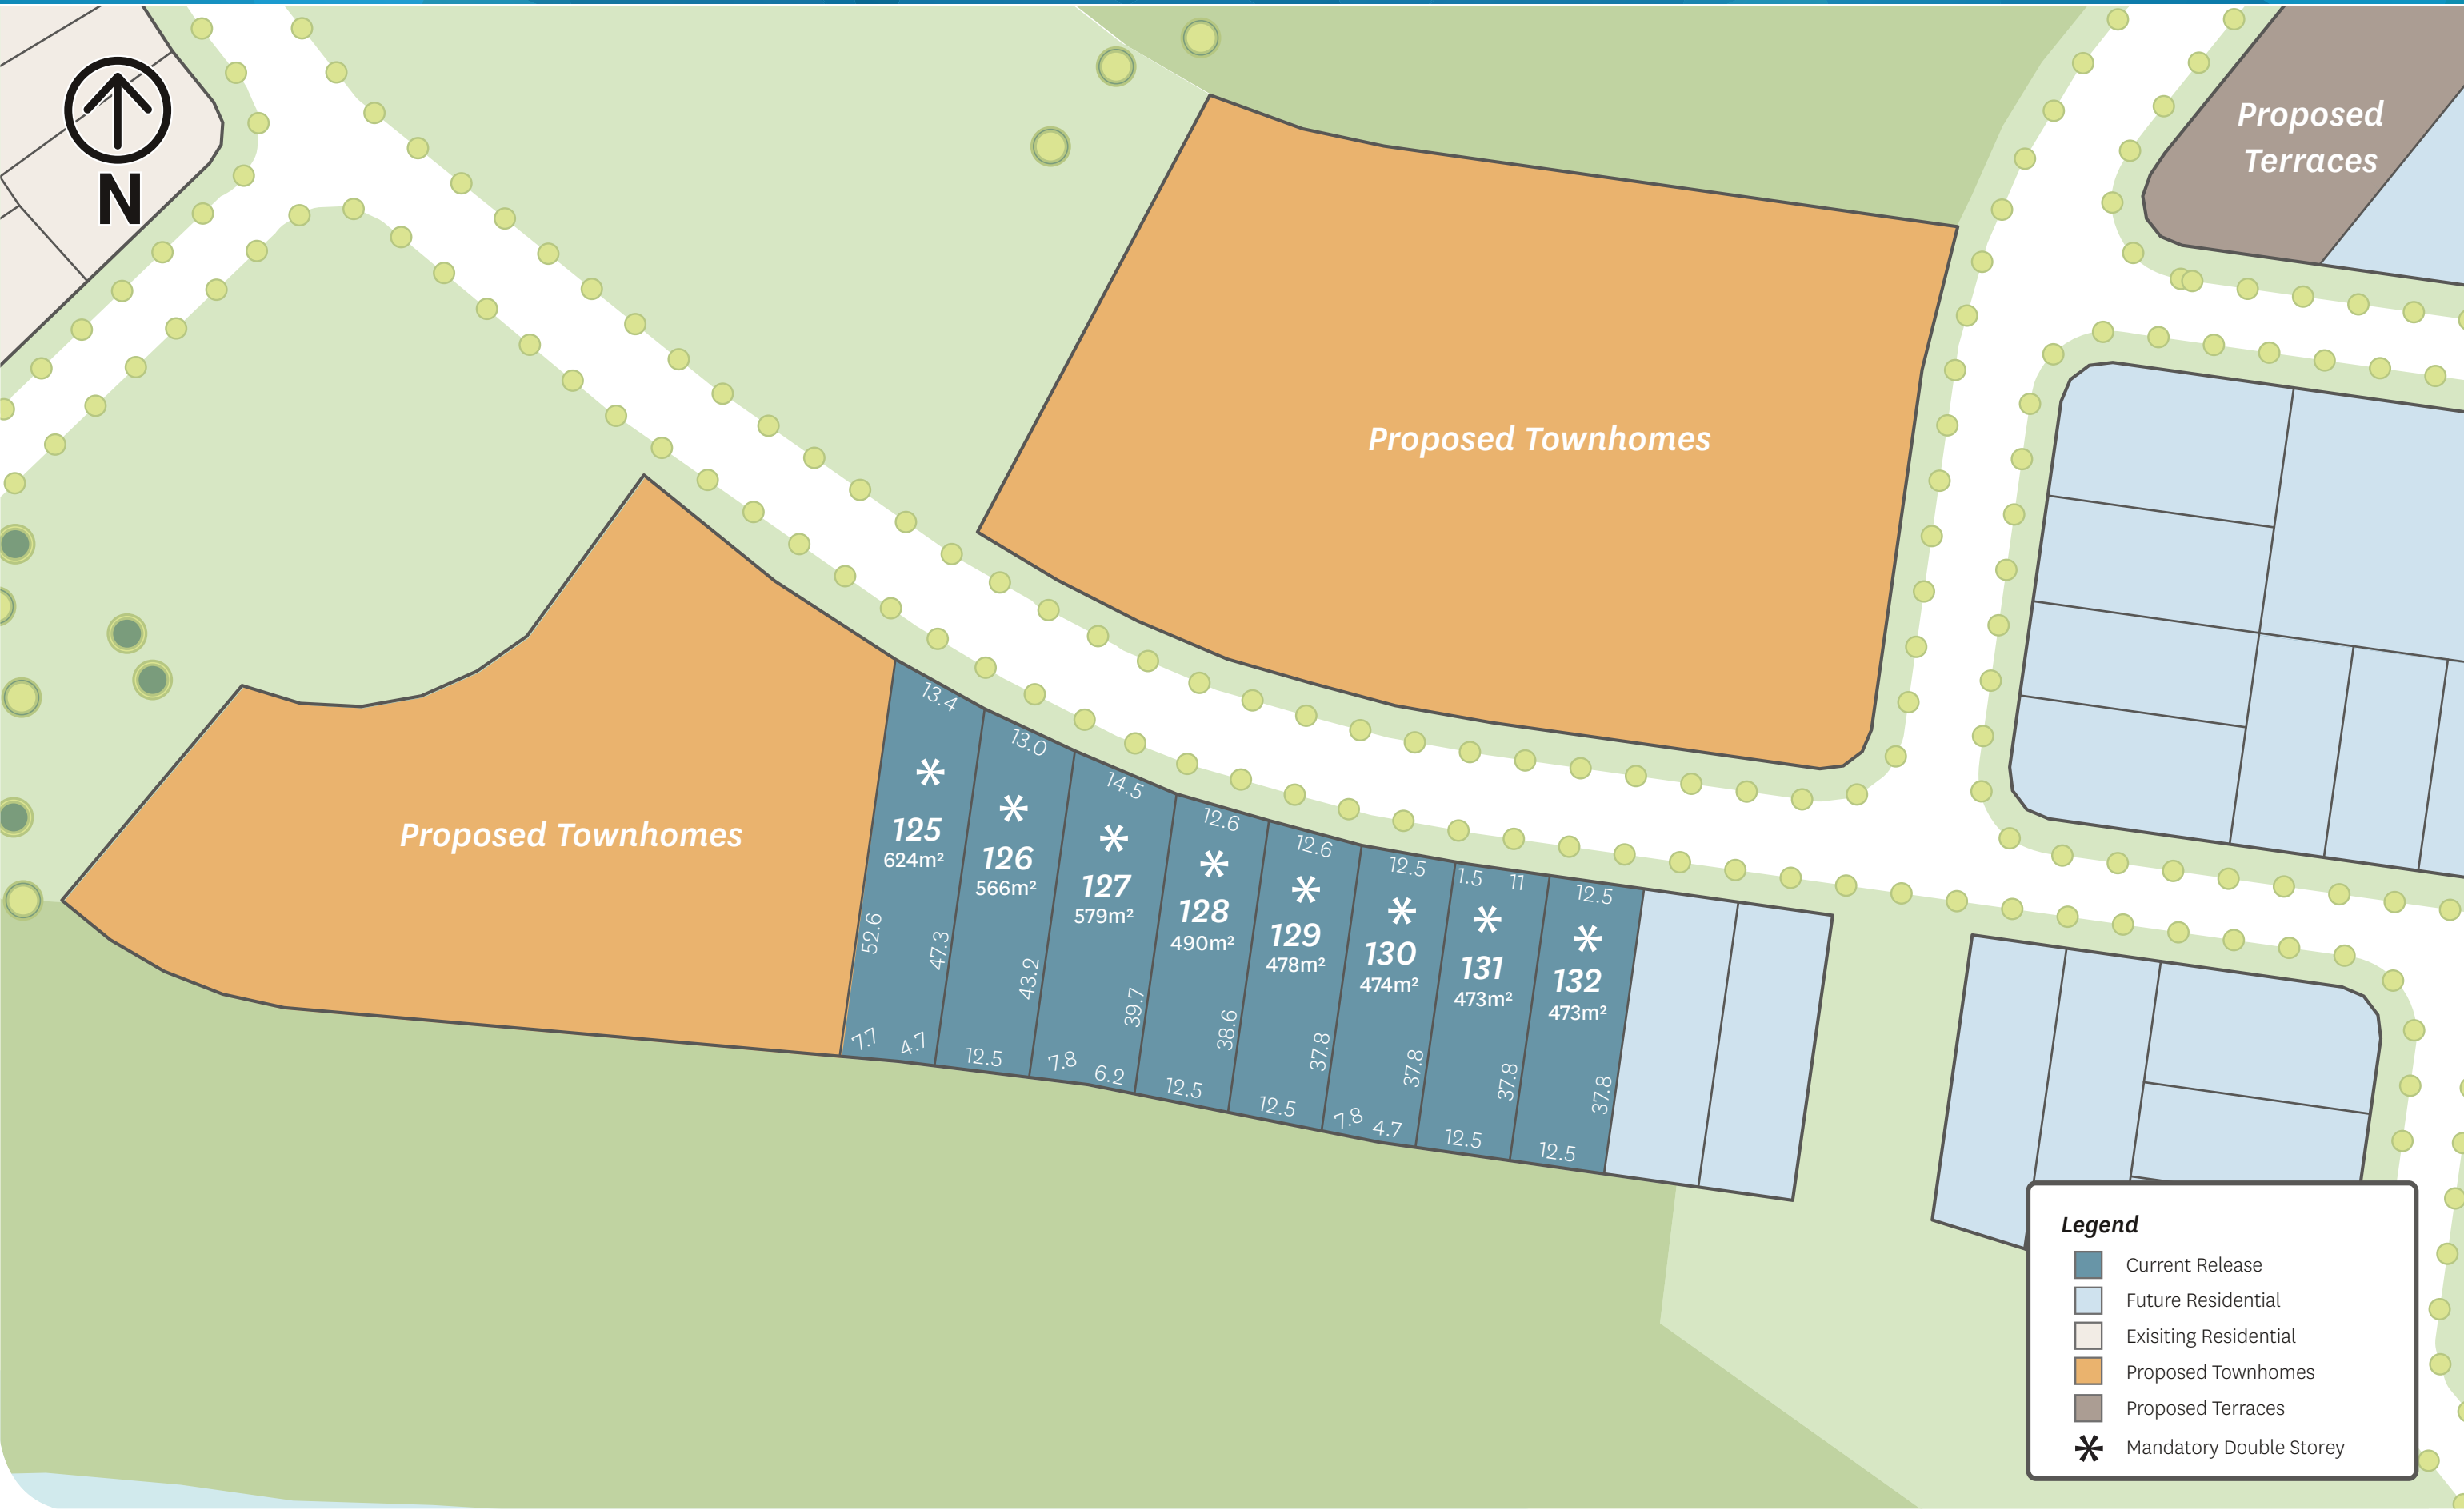 N
Proposed
Terraces
Proposed Townhomes
Proposed Townhomes
13.4
125
624m²
52.6
7.7
4.7
13.0
126
566m²
47.3
12.5
14.5
127
579m²
43.2
7.8
6.2
12.6
128
490m²
39.7
12.5
12.6
129
478m²
38.6
12.5
12.5
130
474m²
37.8
7.8
4.7
1.5
11
131
473m²
37.8
12.5
12.5
132
473m²
37.8
37.8
12.5
Legend
Current Release
Future Residential
Exisiting Residential
Proposed Townhomes
Proposed Terraces
Mandatory Double Storey